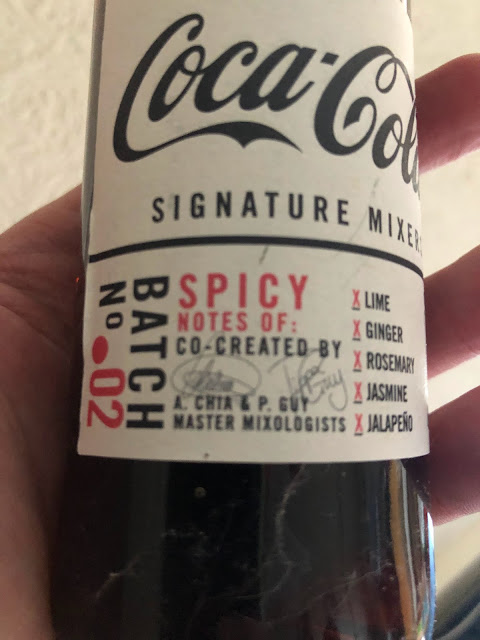 Coca-Cola
SIGNATURE MIXERS
BATCH
No.02
SPICY
NOTES OF:
CO-CREATED BY
A. CHIA & P. GUY
MASTER MIXOLOGISTS
X LIME
X GINGER
X ROSEMARY
X JASMINE
X JALAPEÑO